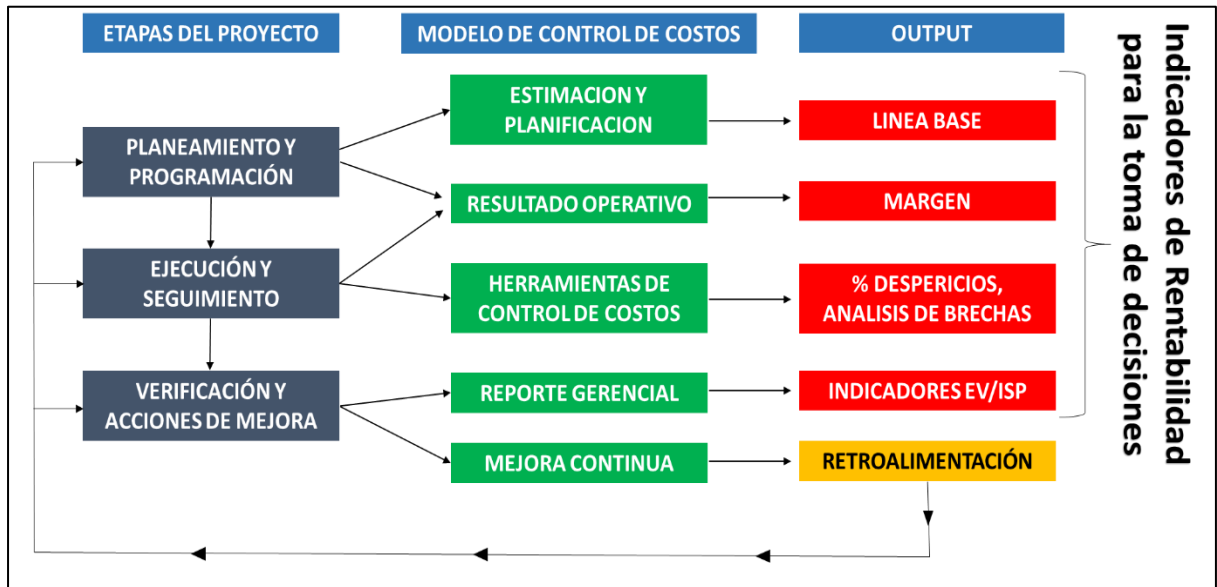 ETAPAS DEL PROYECTO
MODELO DE CONTROL DE COSTOS
OUTPUT
PLANEAMIENTO Y
PROGRAMACIÓN
EJECUCIÓN Y
SEGUIMIENTO
VERIFICACIÓN Y
ACCIONES DE MEJORA
ESTIMACION Y
PLANIFICACION
RESULTADO OPERATIVO
HERRAMIENTAS DE
CONTROL DE COSTOS
REPORTE GERENCIAL
MEJORA CONTINUA
LINEA BASE
MARGEN
% DESPERICIOS,
ANALISIS DE BRECHAS
INDICADORES EV/ISP
RETROALIMENTACIÓN
Indicadores de Rentabilidad
para la toma de decisiones